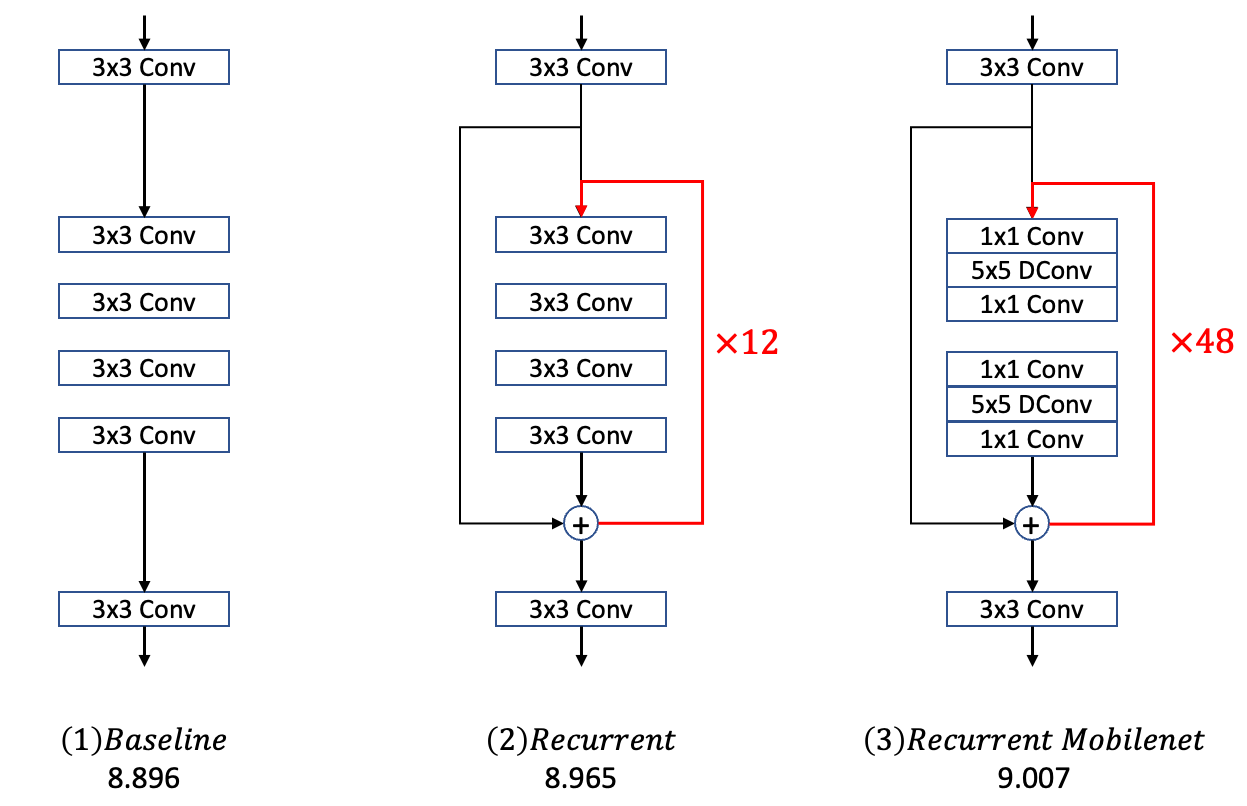 3x3 Conv
3x3 Conv
3x3 Conv
3x3 Conv
3x3 Conv
3x3 Conv
(1)Baseline
8.896
3x3 Conv
3x3 Conv
3x3 Conv
3x3 Conv
3x3 Conv
×12
+
3x3 Conv
(2)Recurrent
8.965
3x3 Conv
1x1 Conv
5x5 DConv
1x1 Conv
1x1 Conv
5x5 DConv
1x1 Conv
×48
+
3x3 Conv
(3)Recurrent Mobilenet
9.007